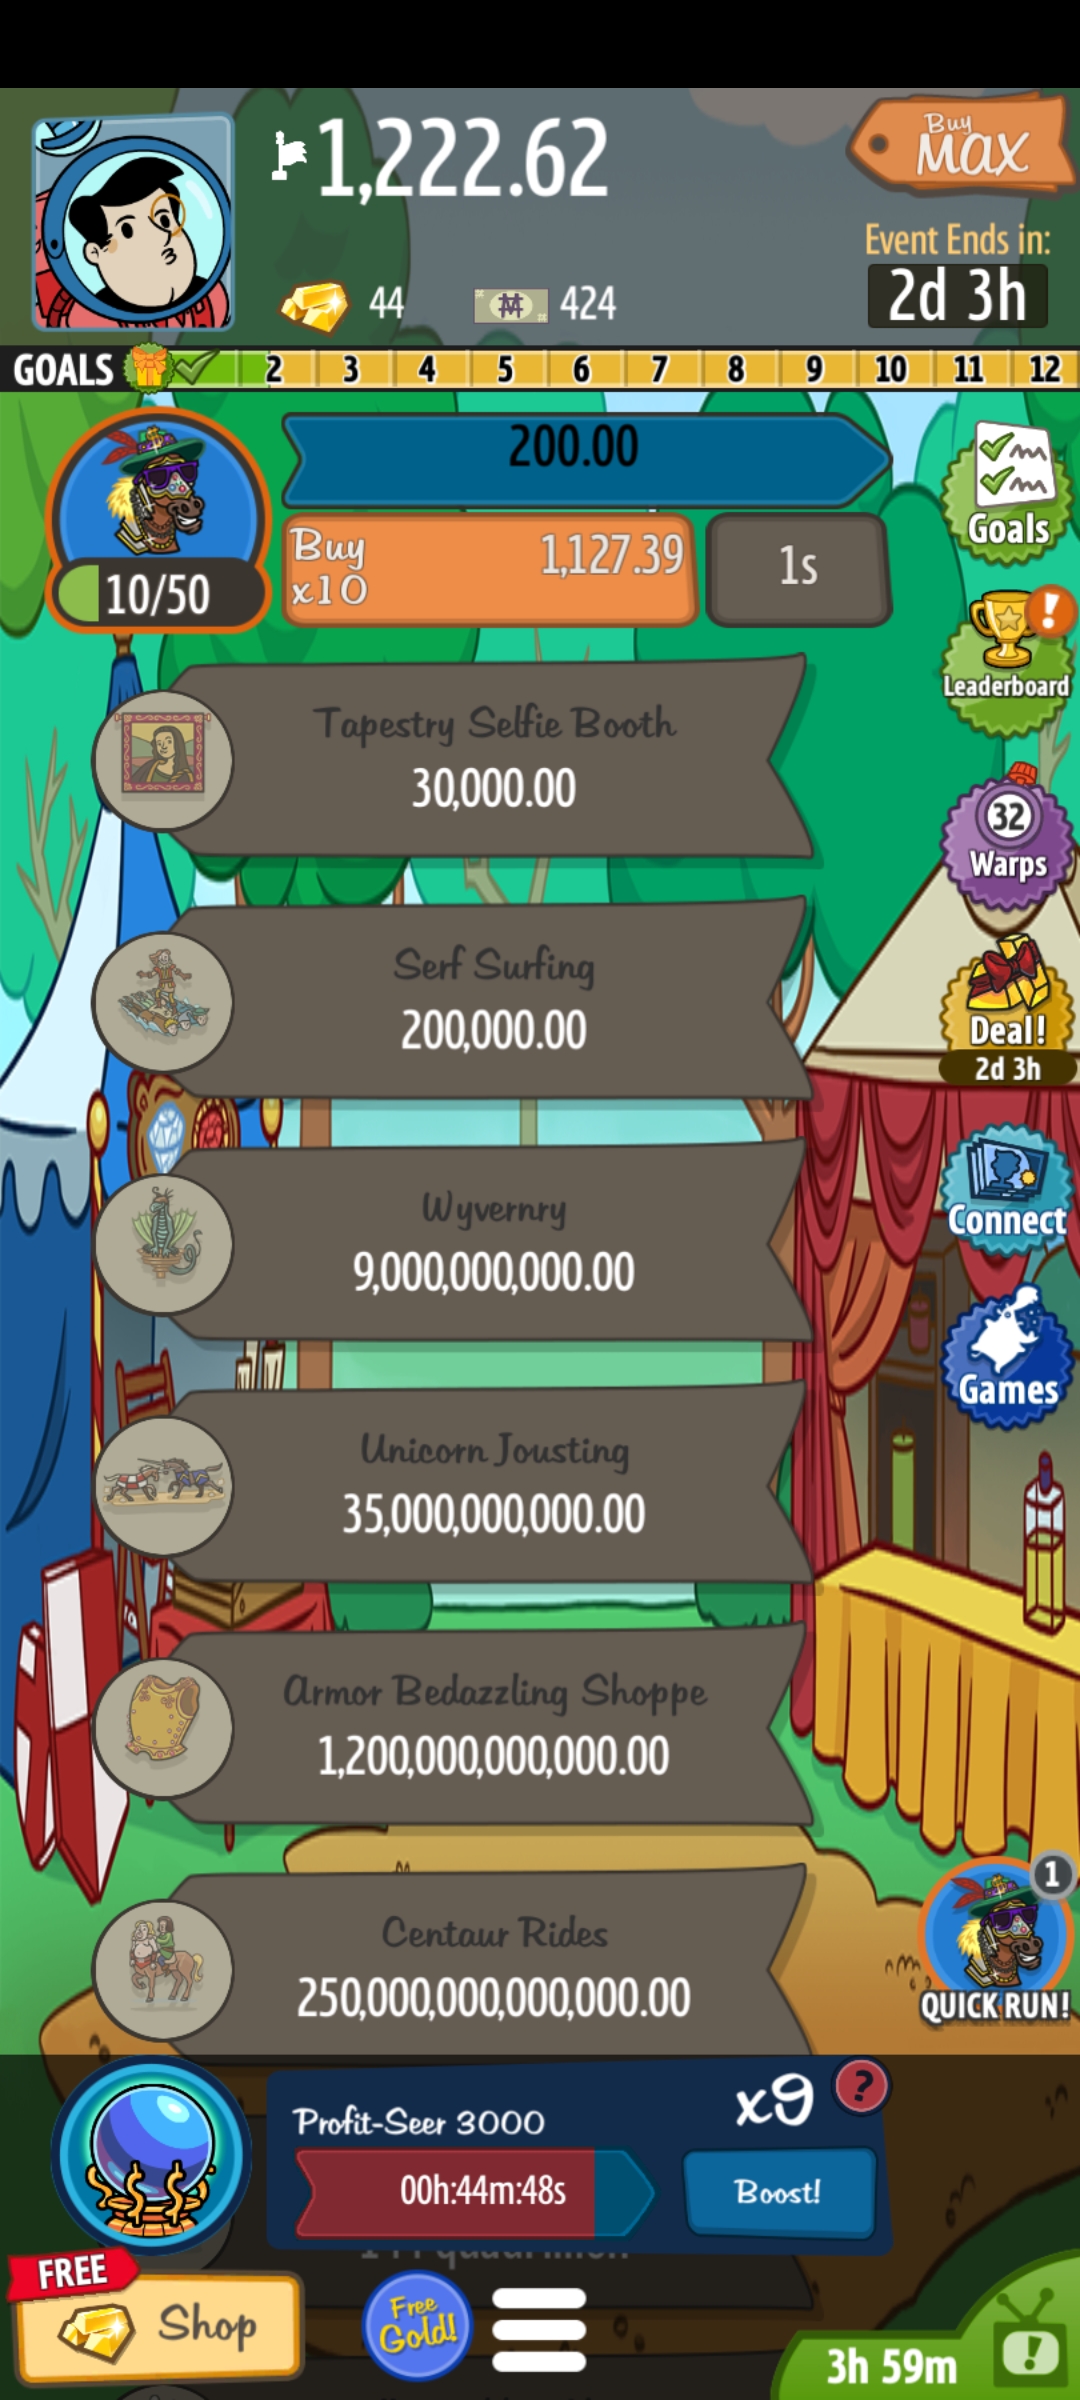 1,222.62
Buy
MAX
Event Ends in:
2d 3h
44
424
GOALS 2 3 4 5 6 7 8 9 10 11 12
200.00
Buy
x10
1,127.39
1s
10/50
Goals
Leaderboard
Tapestry Selfie Booth
30,000.00
32
Warps
Serf Surfing
200,000.00
Deal!
2d 3h
Wyvernry
9,000,000,000.00
Connect
Games
Unicorn Jousting
35,000,000,000.00
Armor Bedazzling Shoppe
1,200,000,000,000.00
Centaur Rides
250,000,000,000,000.00
1
QUICK RUN!
Profit-Seer 3000
x9
?
00h:44m:48s
Boost!
FREE
Shop
Free
Gold!
3h 59m